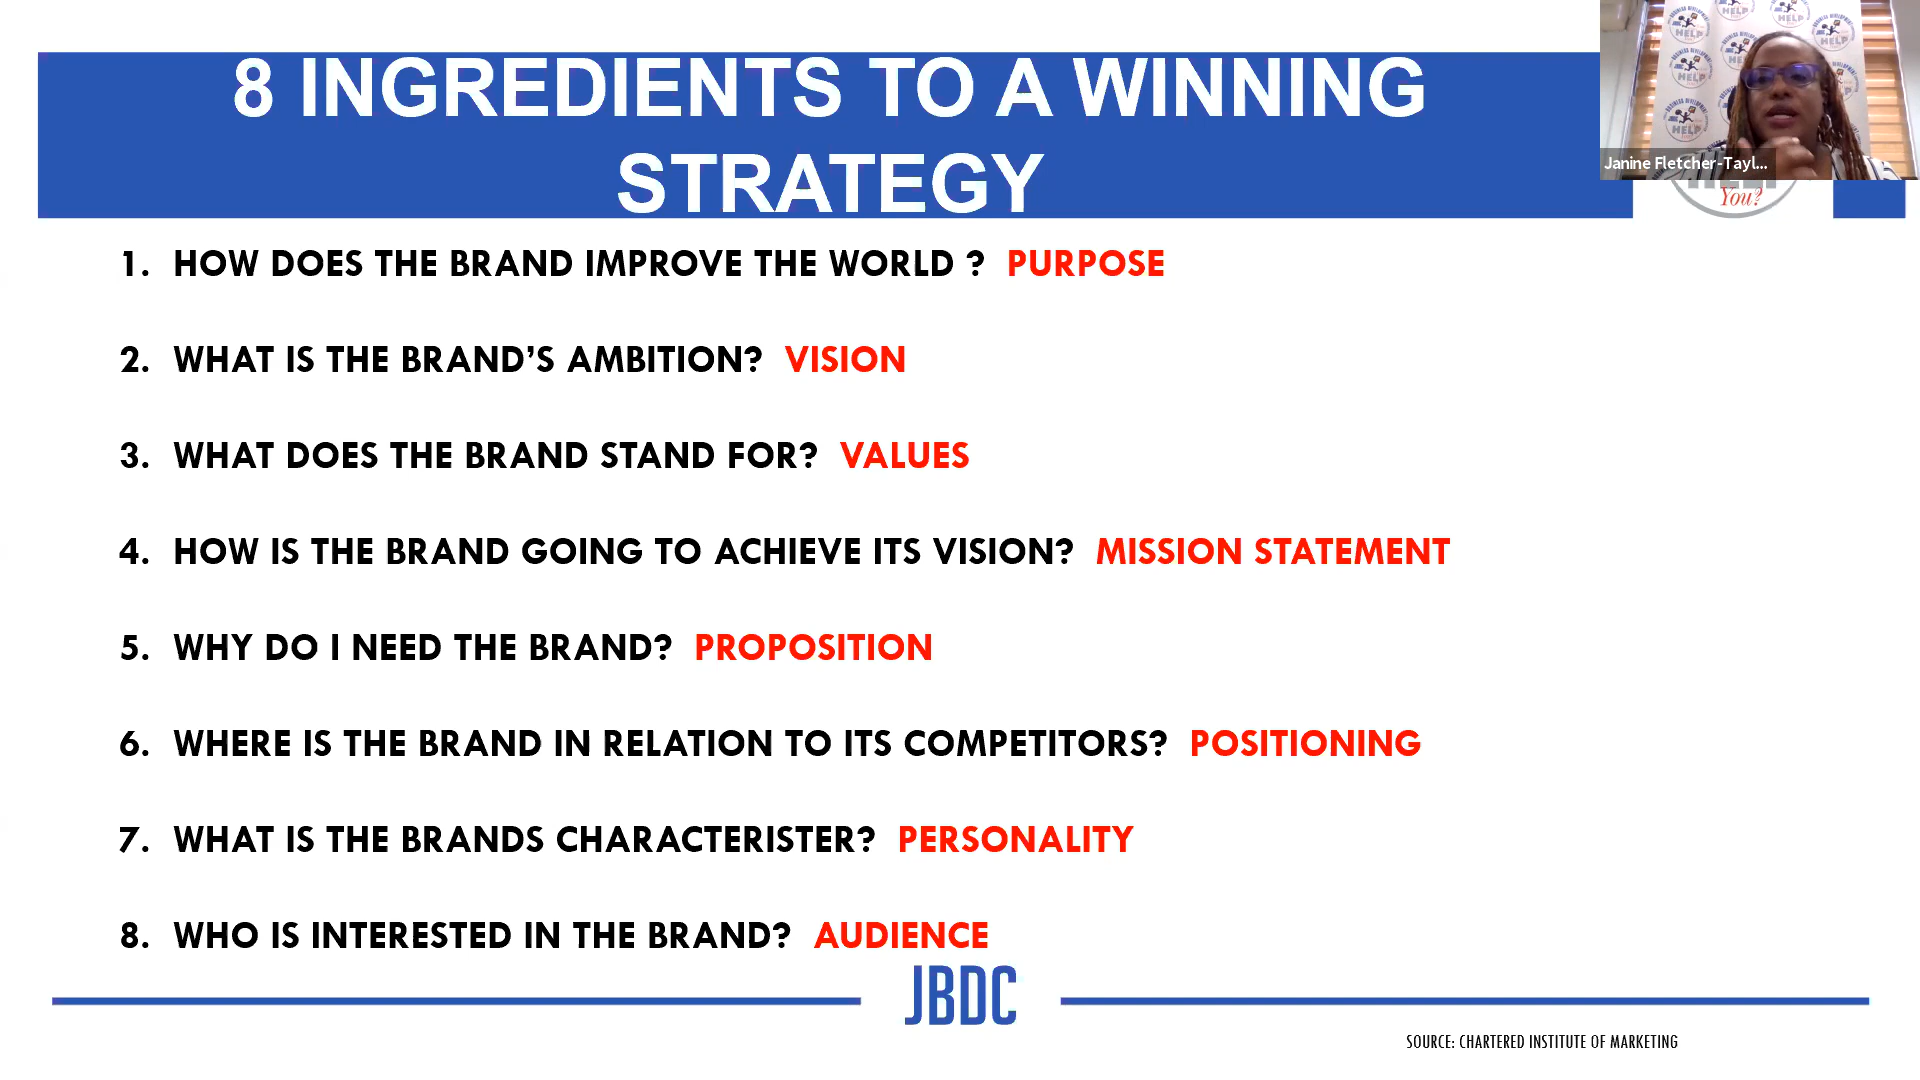 8 INGREDIENTS TO A WINNING
STRATEGY
Janine Fletcher-Tayl...
You?
1. HOW DOES THE BRAND IMPROVE THE WORLD ? PURPOSE
2. WHAT IS THE BRAND’S AMBITION? VISION
3. WHAT DOES THE BRAND STAND FOR? VALUES
4. HOW IS THE BRAND GOING TO ACHIEVE ITS VISION? MISSION STATEMENT
5. WHY DO I NEED THE BRAND? PROPOSITION
6. WHERE IS THE BRAND IN RELATION TO ITS COMPETITORS? POSITIONING
7. WHAT IS THE BRANDS CHARACTERISTER? PERSONALITY
8. WHO IS INTERESTED IN THE BRAND? AUDIENCE
JBDC
SOURCE: CHARTERED INSTITUTE OF MARKETING